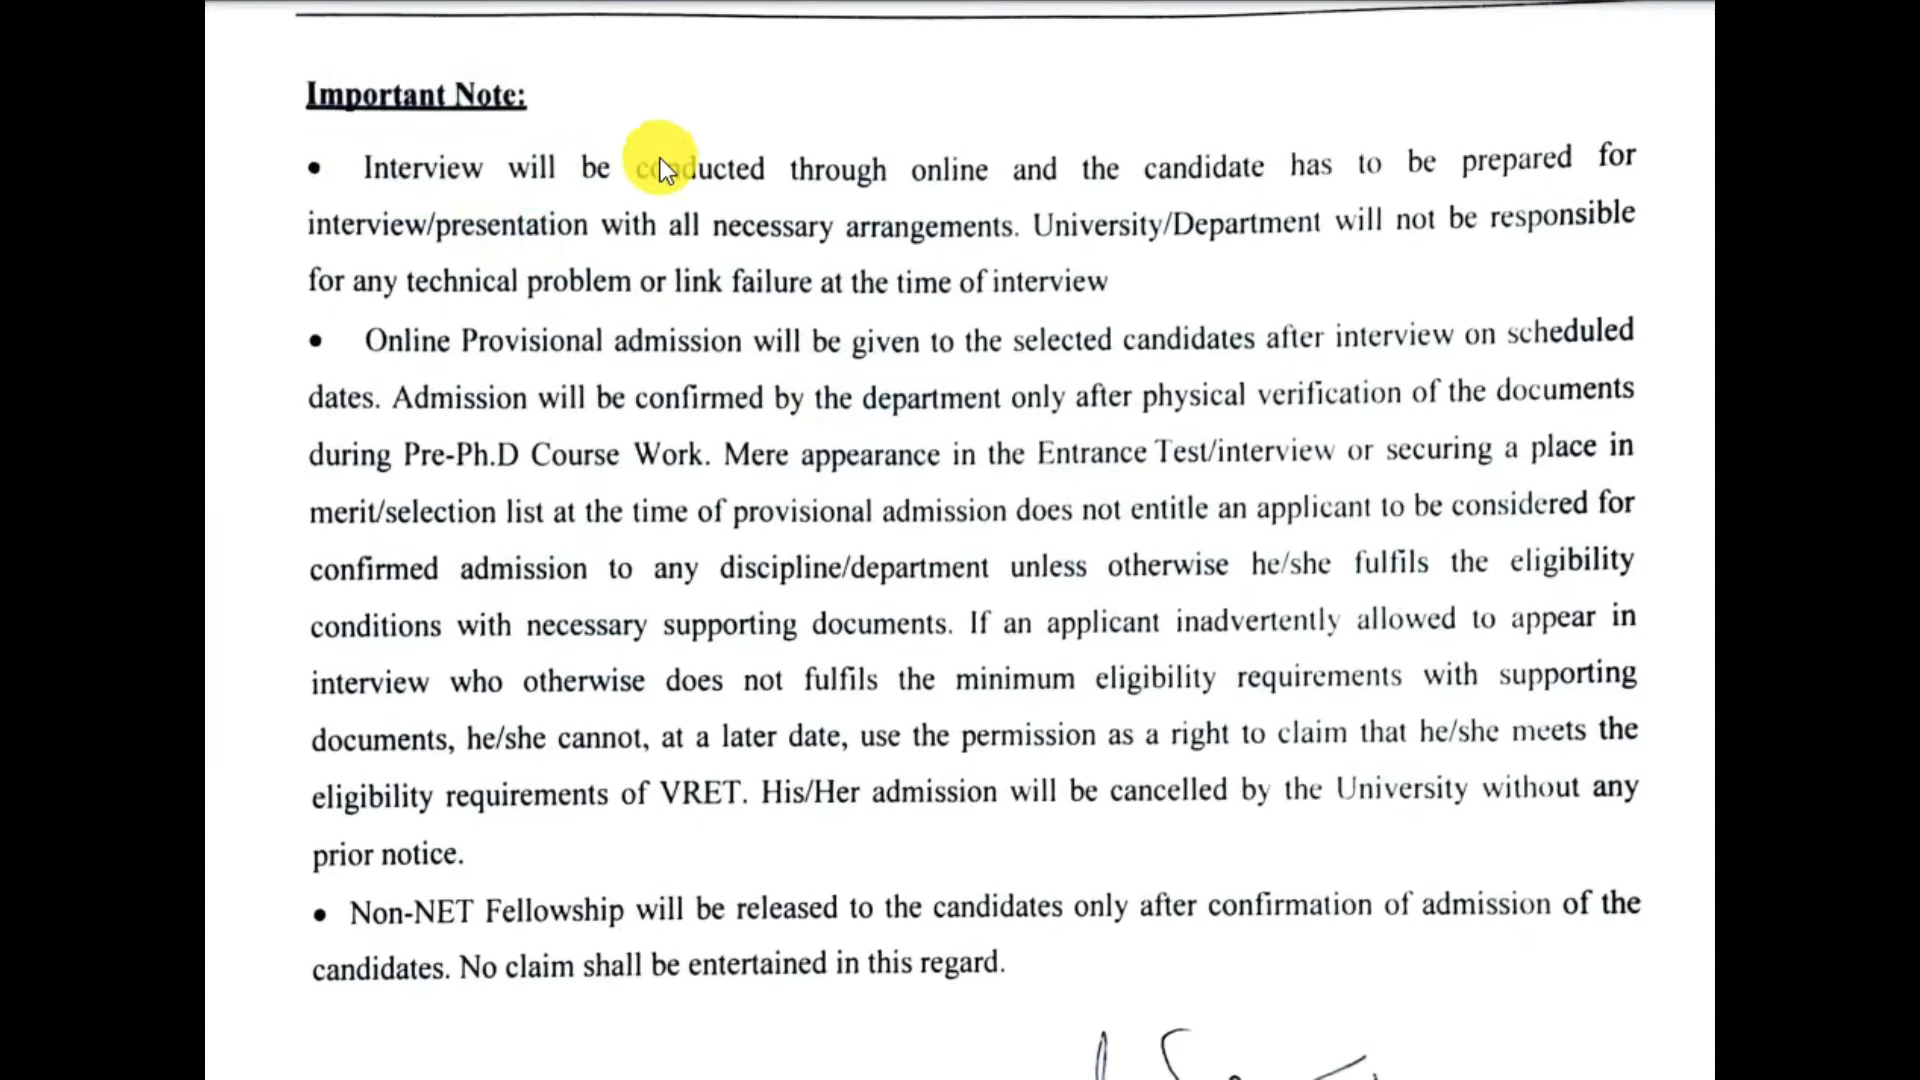 Important Note:
• Interview will be conducted through online and the candidate has to be prepared for
interview/presentation with all necessary arrangements. University/Department will not be responsible
for any technical problem or link failure at the time of interview
• Online Provisional admission will be given to the selected candidates after interview on scheduled
dates. Admission will be confirmed by the department only after physical verification of the documents
during Pre-Ph.D Course Work. Mere appearance in the Entrance Test/interview or securing a place in
merit/selection list at the time of provisional admission does not entitle an applicant to be considered for
confirmed admission to any discipline/department unless otherwise he/she fulfils the eligibility
conditions with necessary supporting documents. If an applicant inadvertently allowed to appear in
interview who otherwise does not fulfils the minimum eligibility requirements with supporting
documents, he/she cannot, at a later date, use the permission as a right to claim that he/she meets the
eligibility requirements of VRET. His/Her admission will be cancelled by the University without any
prior notice.
• Non-NET Fellowship will be released to the candidates only after confirmation of admission of the
candidates. No claim shall be entertained in this regard.